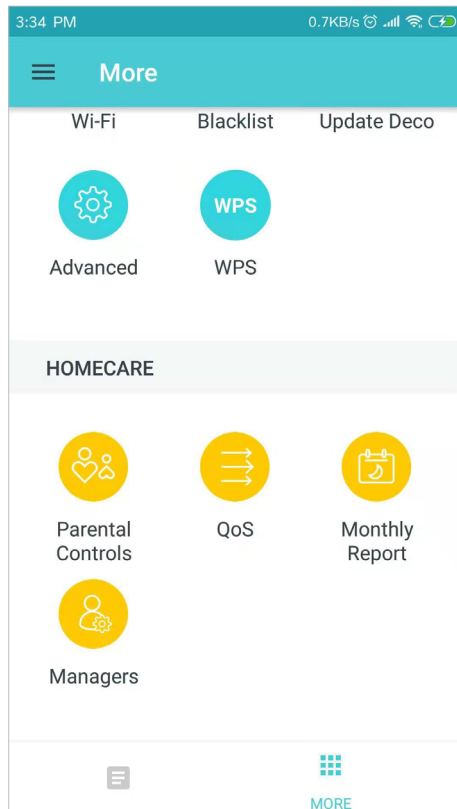 3:34 PM 0.7KB/s
More
Wi-Fi Blacklist Update Deco
WPS
Advanced WPS
HOMECARE
Parental Controls QoS Monthly Report
Managers
MORE